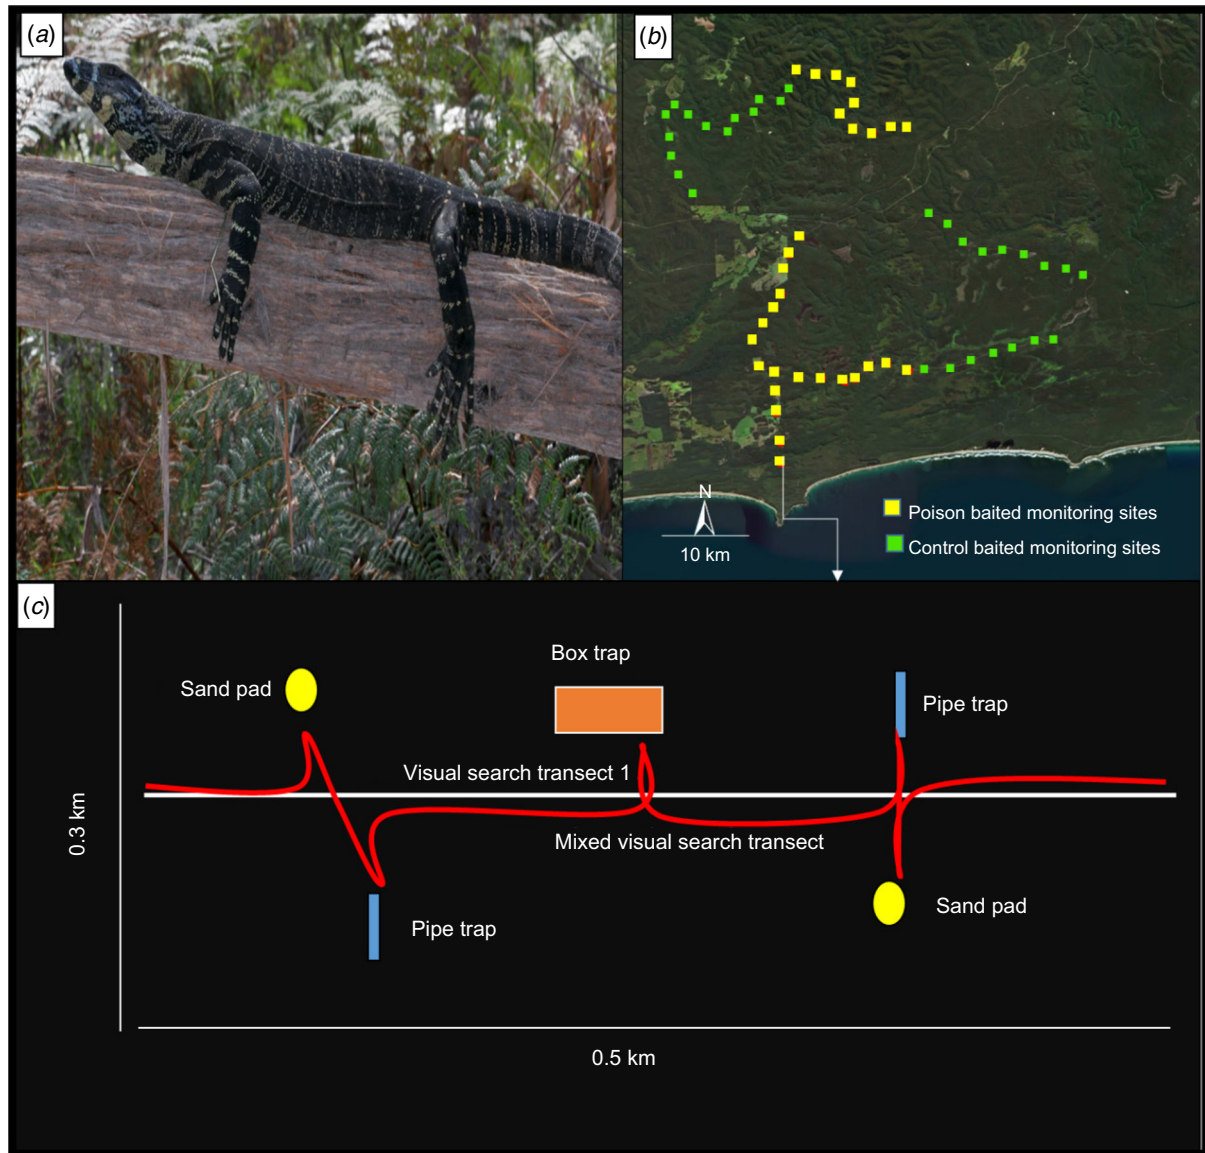 (a)
(b)
N
10 km
Poison baited monitoring sites
Control baited monitoring sites
(c)
Box trap
Sand pad
Pipe trap
Visual search transect 1
0.3 km
Mixed visual search transect
Pipe trap
Sand pad
0.5 km